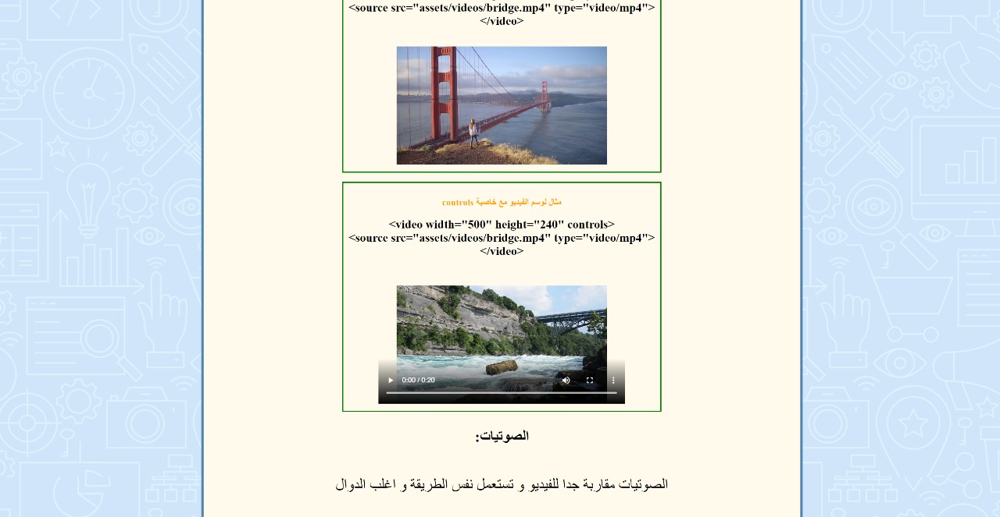 <source src="assets/videos/bridge.mp4" type="video/mp4">
</video>
مثال لوسم الفيديو مع خاصية controls
<video width="500" height="240" controls>
<source src="assets/videos/bridge.mp4" type="video/mp4">
</video>
0:00 / 0:20
الصوتيات:
الصوتيات مقاربة جدا للفيديو و تستعمل نفس الطريقة و اغلب الدوال